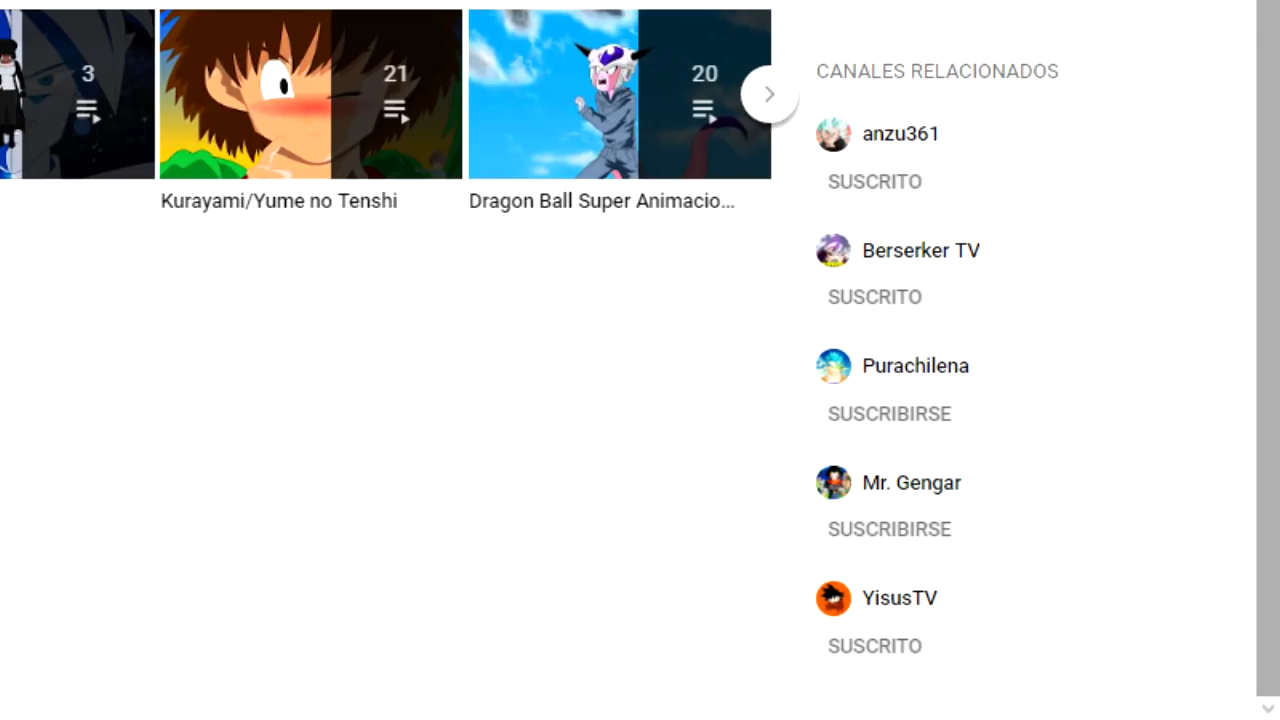 3
21
20
Kurayami/Yume no Tenshi
Dragon Ball Super Animacio...
CANALES RELACIONADOS
anzu361
SUSCRITO
Berserker TV
SUSCRITO
Purachilena
SUSCRIBIRSE
Mr. Gengar
SUSCRIBIRSE
YisusTV
SUSCRITO